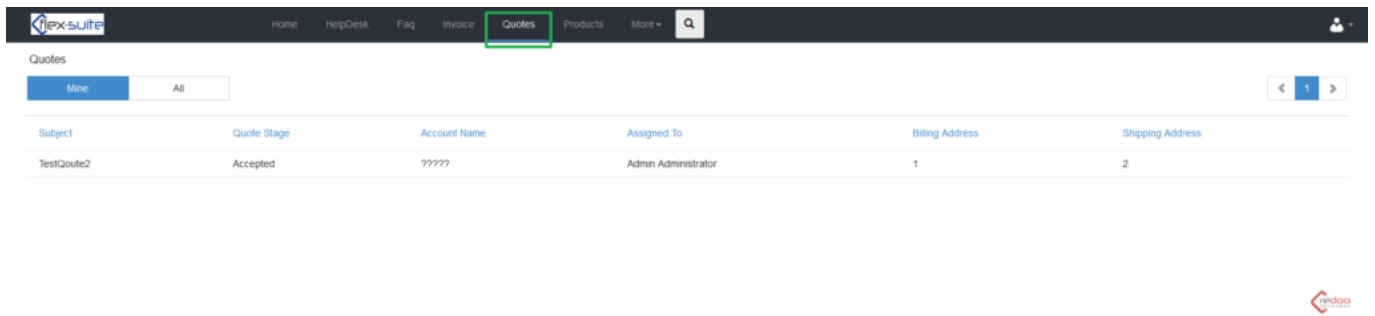 flex-suite
Home HelpDesk Faq Invoice Quotes Products More
Quotes
Mine All
1
Subject Quote Stage Account Name Assigned To Billing Address Shipping Address
TestQoute2 Accepted ????? Admin Administrator 1 2
redoo
NETWORKS